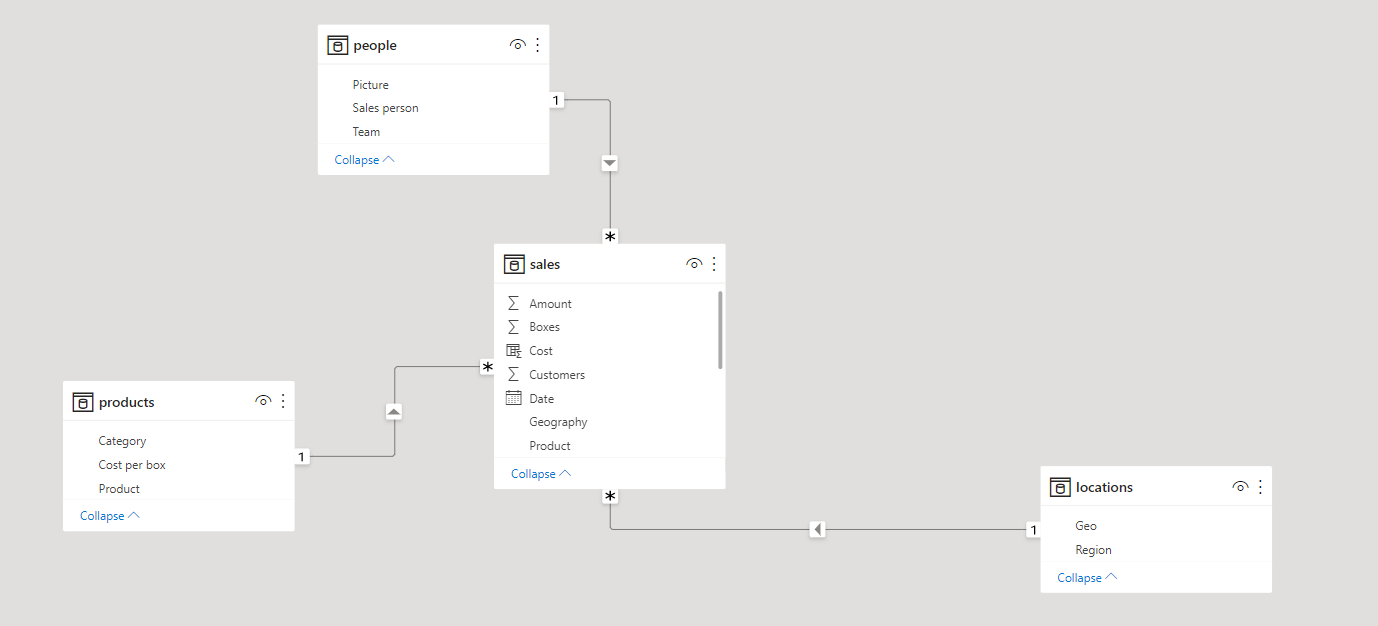 people
Picture
Sales person
Team
Collapse
1
*
sales
Amount
Boxes
Cost
Customers
Date
Geography
Product
Collapse
*
*
products
Category
Cost per box
Product
Collapse
1
locations
Geo
Region
Collapse
1